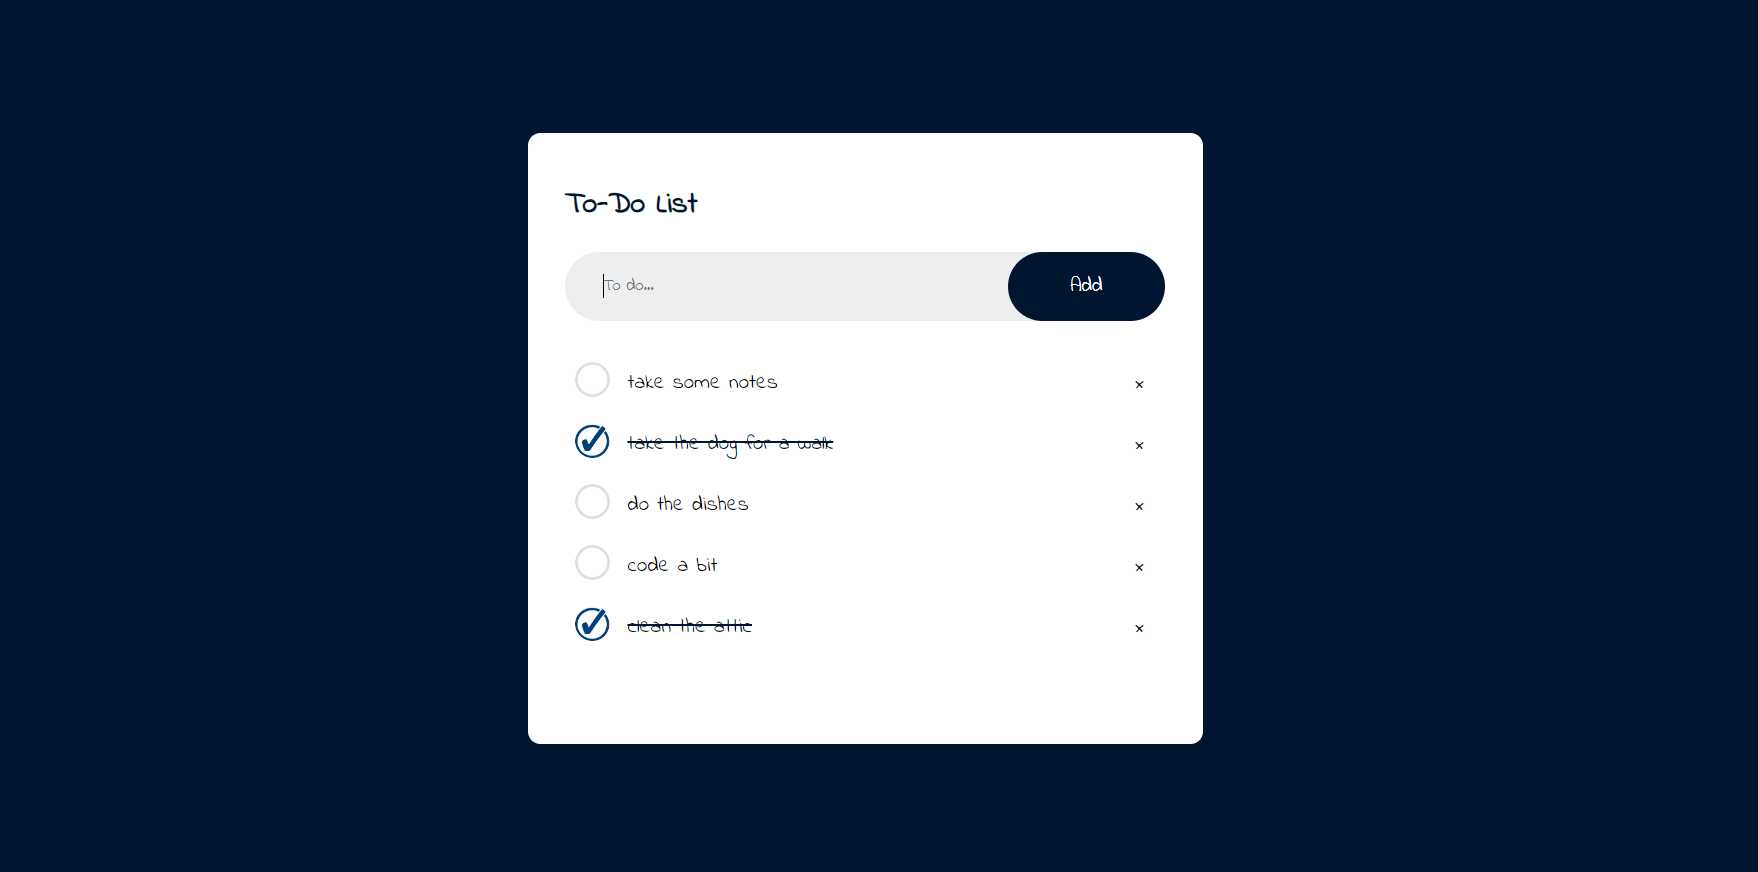 To-Do List
To do...
Add
take some notes ×
take the dog for a walk ×
do the dishes ×
code a bit ×
clean the attic ×